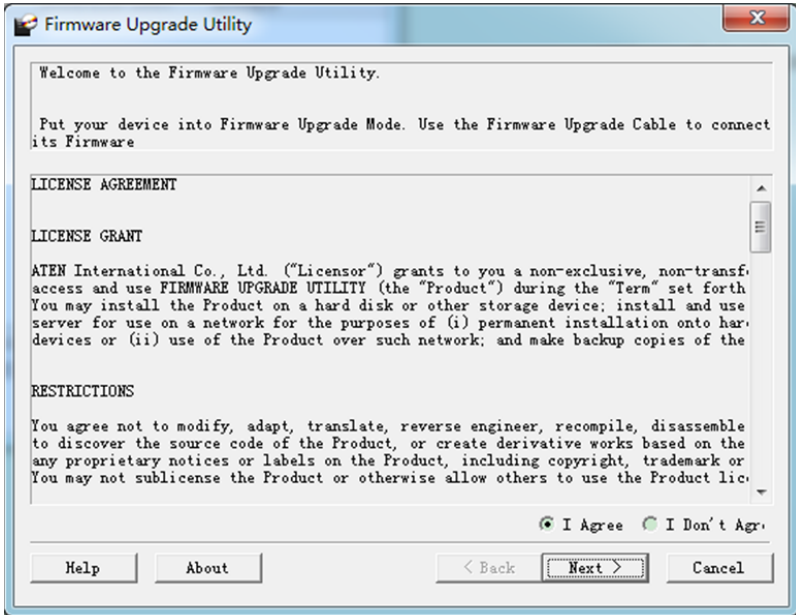 Firmware Upgrade Utility
Welcome to the Firmware Upgrade Utility.
Put your device into Firmware Upgrade Mode. Use the Firmware Upgrade Cable to connect
its Firmware
LICENSE AGREEMENT
LICENSE GRANT
ATEN International Co., Ltd. ("Licensor") grants to you a non-exclusive, non-transf
access and use FIRMWARE UPGRADE UTILITY (the "Product") during the "Term" set forth
You may install the Product on a hard disk or other storage device; install and use
server for use on a network for the purposes of (i) permanent installation onto har
devices or (ii) use of the Product over such network; and make backup copies of the
RESTRICTIONS
You agree not to modify, adapt, translate, reverse engineer, recompile, disassemble
to discover the source code of the Product, or create derivative works based on the
any proprietary notices or labels on the Product, including copyright, trademark or
You may not sublicense the Product or otherwise allow others to use the Product lic
I Agree I Don't Agr
Help About < Back Next > Cancel